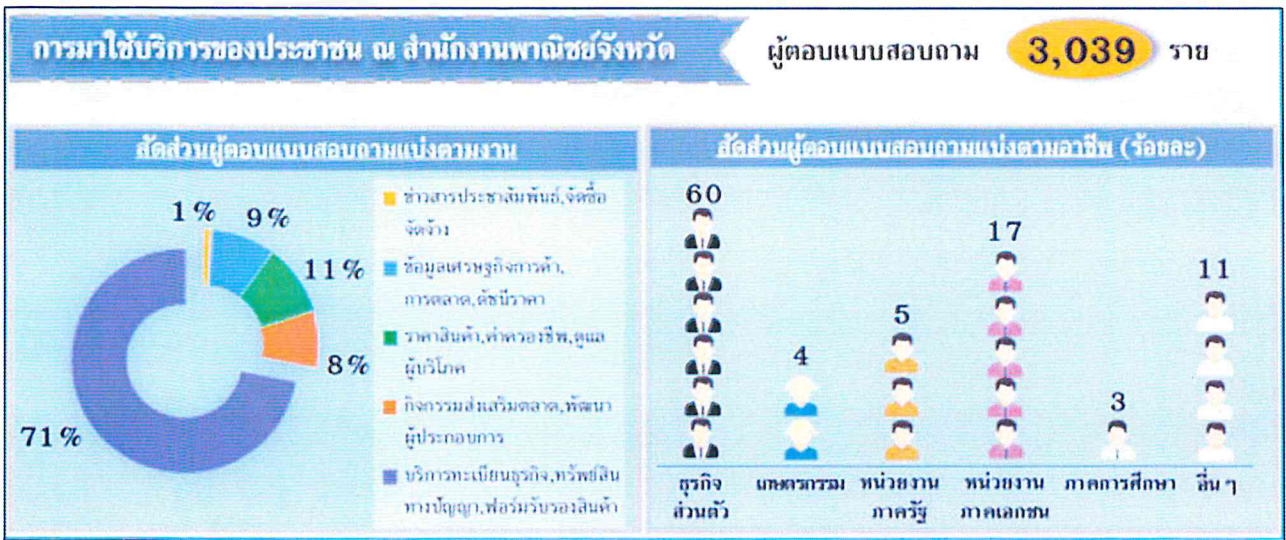 การมาใช้บริการของประชาชน ณ สำนักงานพาณิชย์จังหวัด
ผู้ตอบแบบสอบถาม 3,039 ราย
สัดส่วนผู้ตอบแบบสอบถามแบ่งตามงาน
1%
9%
11%
8%
71%
ข่าวสารประชาสัมพันธ์,จัดซื้อ
จัดจ้าง
ข้อมูลเศรษฐกิจการค้า,
การตลาด,ดัชนีราคา
ราคาสินค้า,ค่าครองชีพ,ดูแล
ผู้บริโภค
กิจกรรมส่งเสริมตลาด,พัฒนา
ผู้ประกอบการ
บริการทะเบียนธุรกิจ,ทรัพย์สิน
ทางปัญญา,ฟอร์มรับรองสินค้า
สัดส่วนผู้ตอบแบบสอบถามแบ่งตามอาชีพ (ร้อยละ)
60
4
5
17
3
11
ธุรกิจ
ส่วนตัว
เกษตรกรรม
หน่วยงาน
ภาครัฐ
หน่วยงาน
ภาคเอกชน
ภาคการศึกษา
อื่น ๆ